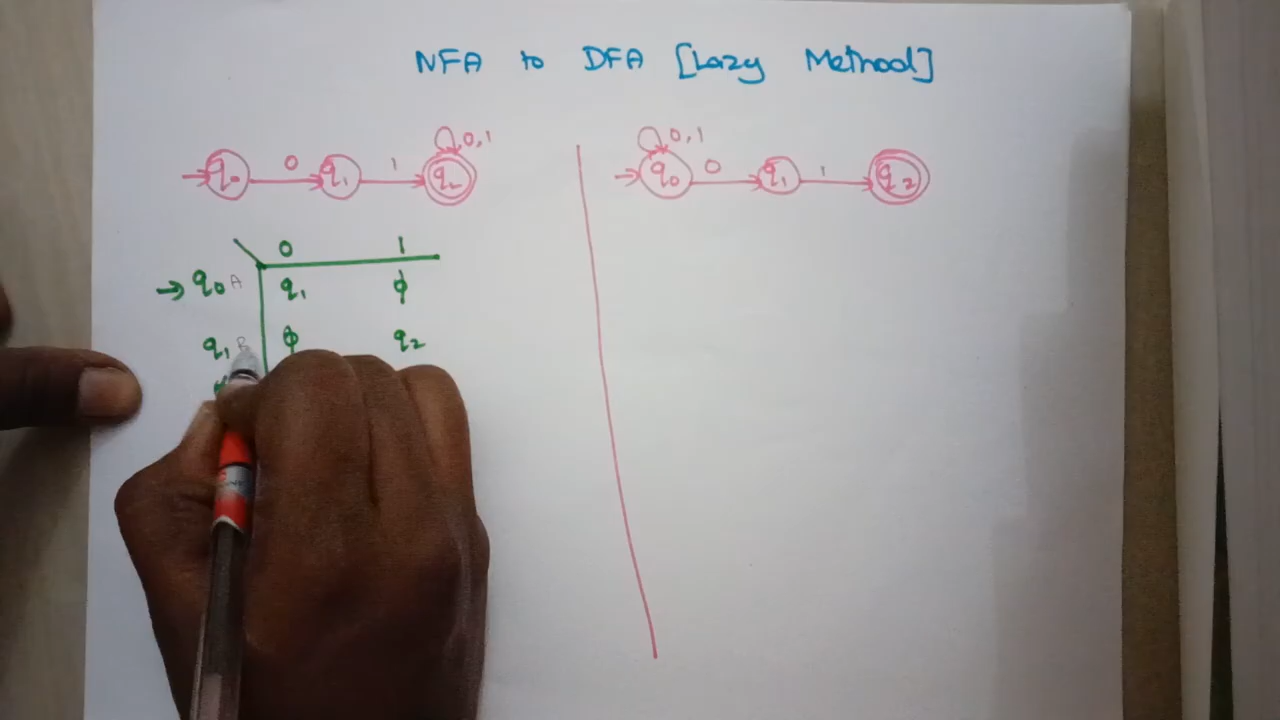 NFA to DFA [Lazy Method]
0,1
q₀ 0 q₁ 1 q₂
0,1
q₀ 0 q₁ 1 q₂
0 1
→ q₀ A q₁ ϕ
q₁ B ϕ q₂